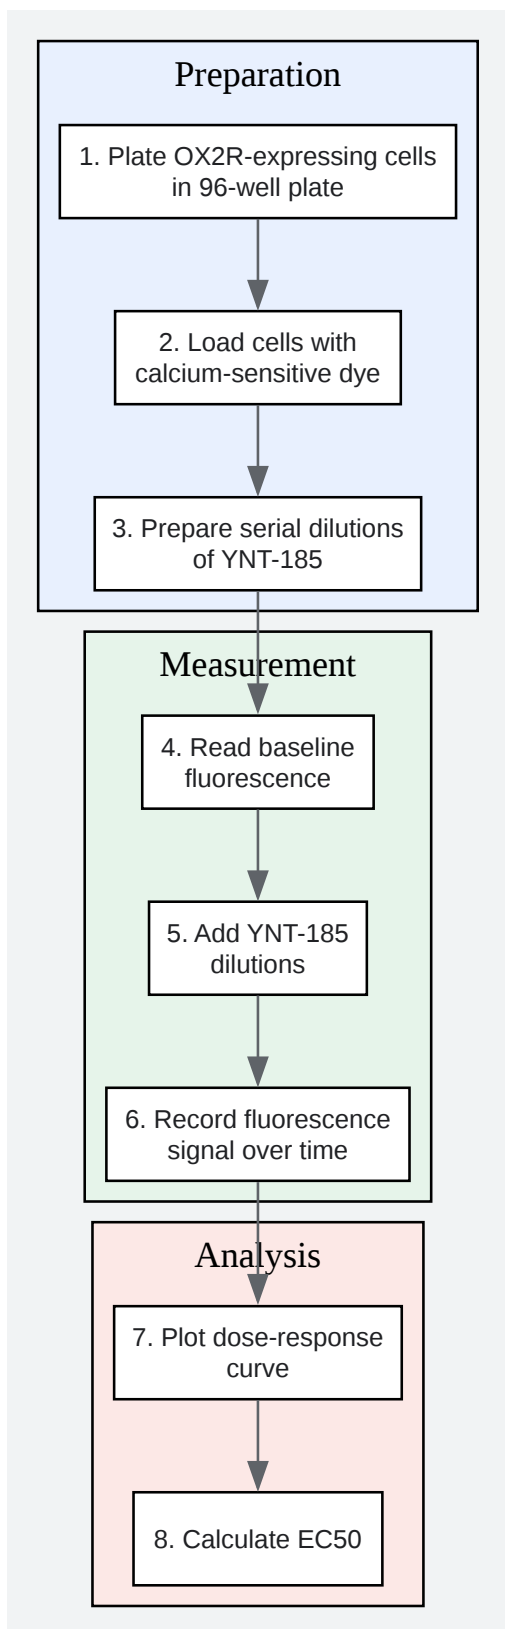 Preparation
1. Plate OX2R-expressing cells
in 96-well plate
2. Load cells with
calcium-sensitive dye
3. Prepare serial dilutions
of YNT-185
Measurement
4. Read baseline
fluorescence
5. Add YNT-185
dilutions
6. Record fluorescence
signal over time
Analysis
7. Plot dose-response
curve
8. Calculate EC50